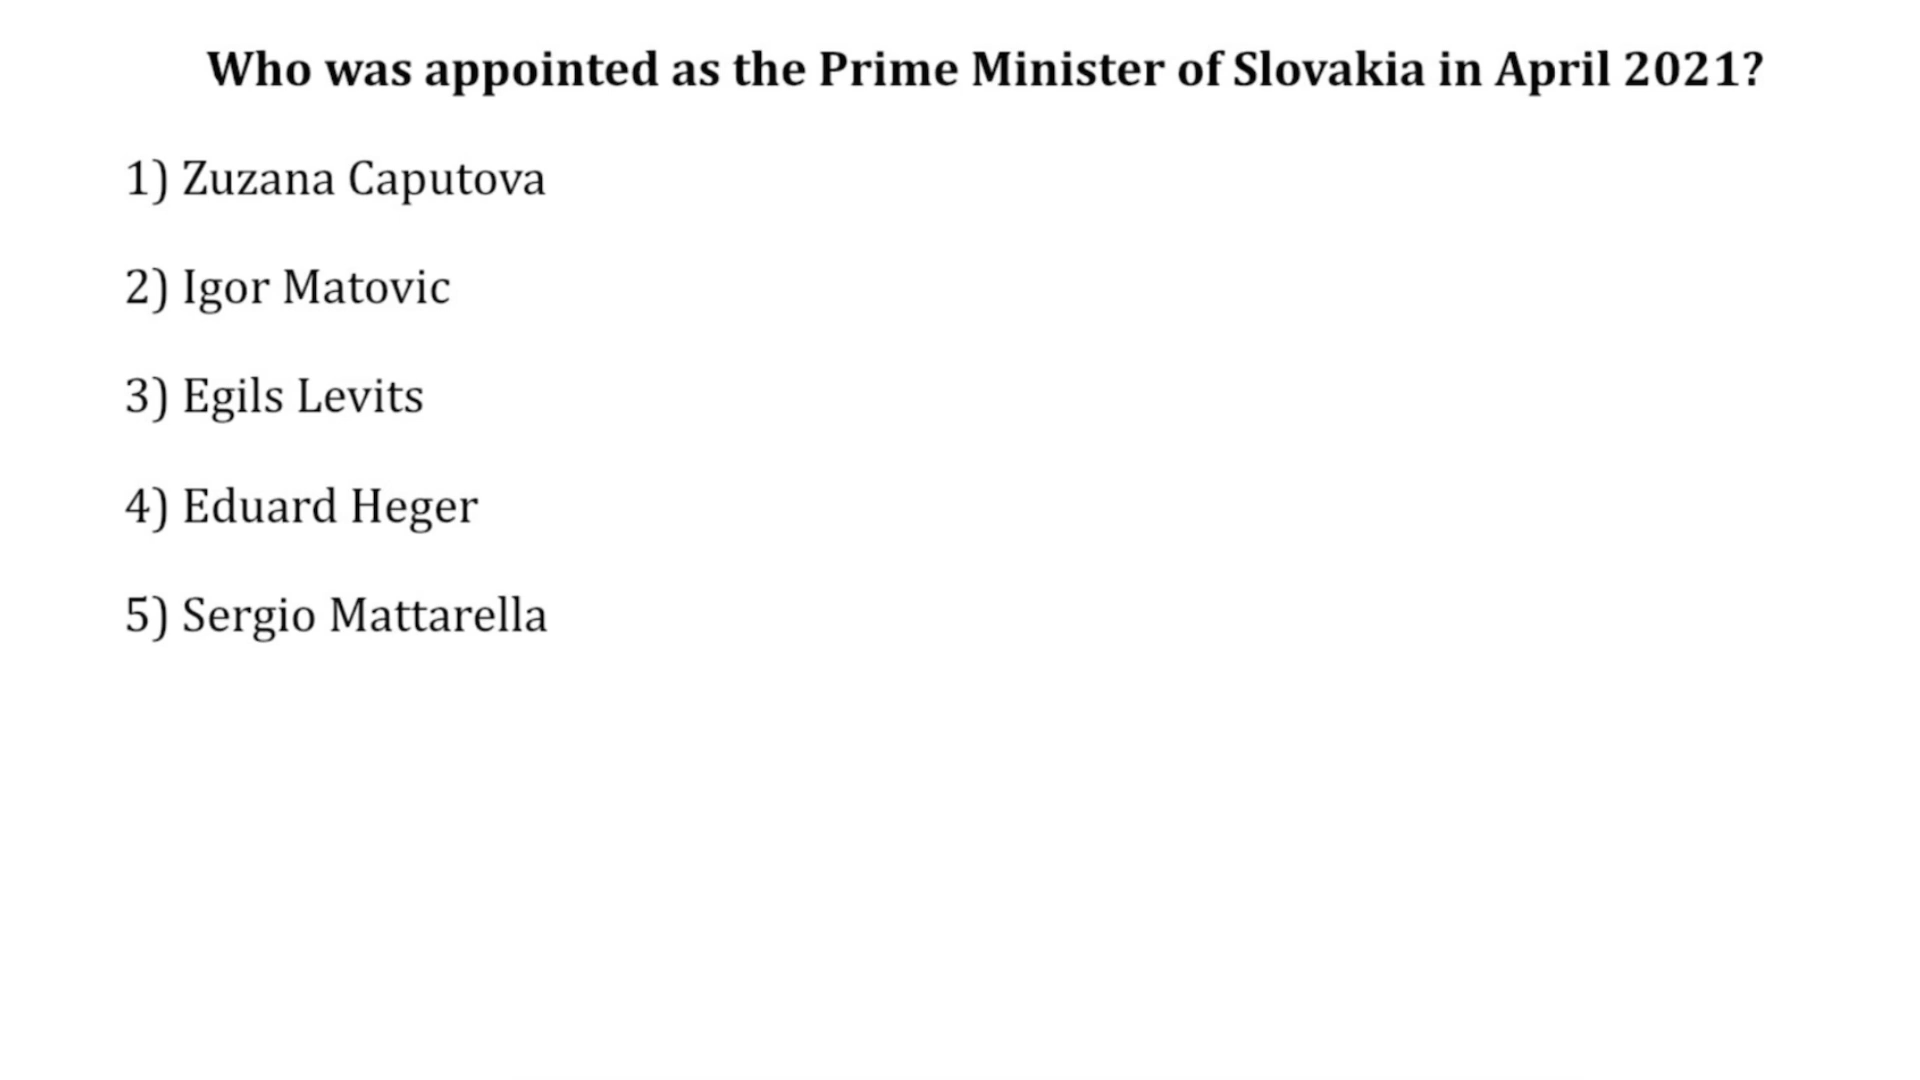 Who was appointed as the Prime Minister of Slovakia in April 2021?
1) Zuzana Caputova
2) Igor Matovic
3) Egils Levits
4) Eduard Heger
5) Sergio Mattarella